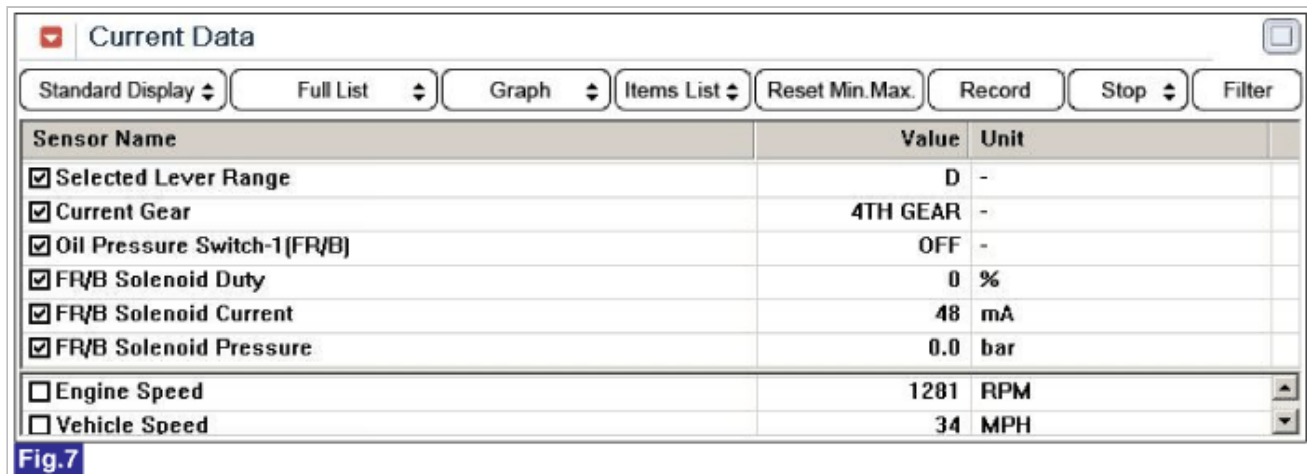 Current Data
Standard Display Full List Graph Items List Reset Min.Max. Record Stop Filter
Sensor Name Value Unit
Selected Lever Range D -
Current Gear 4TH GEAR -
Oil Pressure Switch-1(FR/B) OFF -
FR/B Solenoid Duty 0 %
FR/B Solenoid Current 48 mA
FR/B Solenoid Pressure 0.0 bar
Engine Speed 1281 RPM
Vehicle Speed 34 MPH
Fig.7